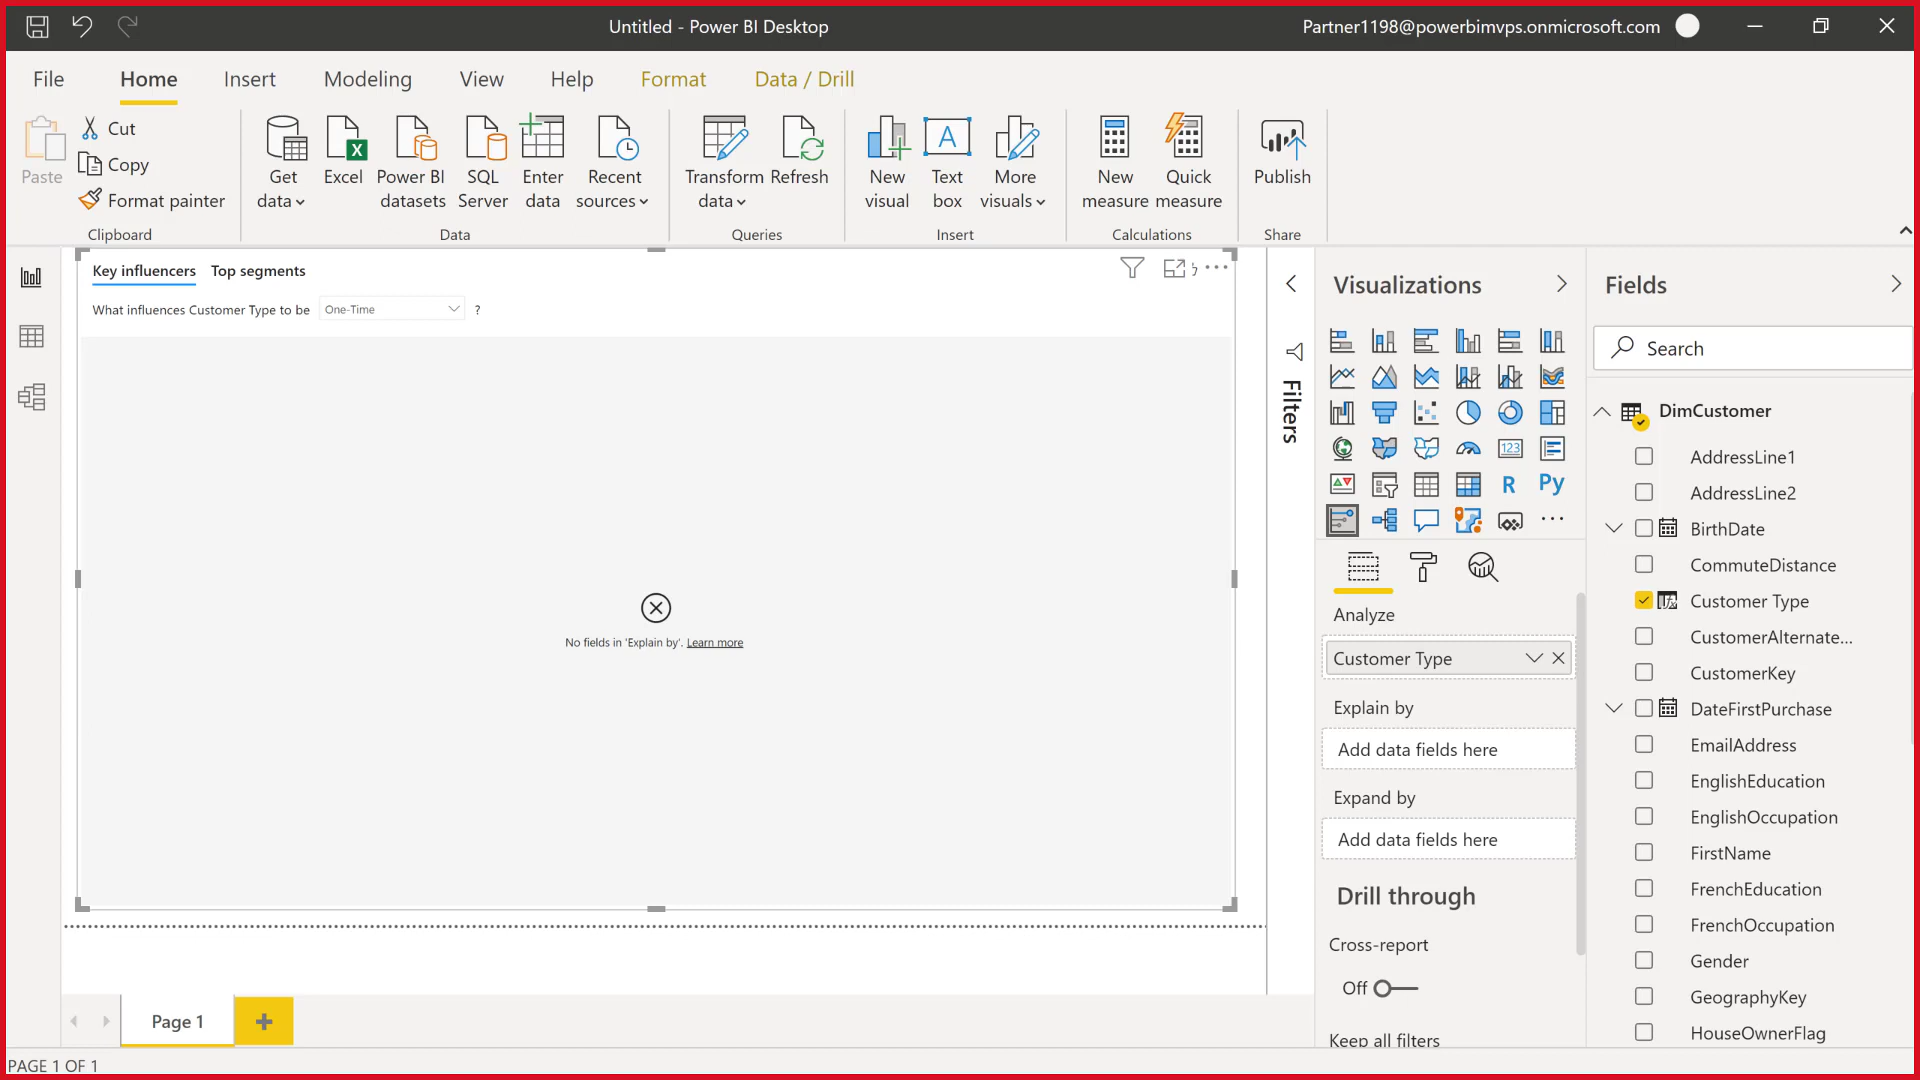 Untitled - Power BI Desktop
Partner1198@powerbimvps.onmicrosoft.com
File Home Insert Modeling View Help Format Data / Drill
Paste
Cut
Copy
Format painter
Clipboard
Get data
Excel
Power BI datasets
SQL Server
Enter data
Recent sources
Data
Transform data
Refresh
Queries
New visual
A
Text box
More visuals
Insert
New measure
Quick measure
Calculations
Publish
Share
Key influencers Top segments
What influences Customer Type to be One-Time ?
No fields in 'Explain by'. Learn more
Filters
Visualizations
123
R
Py
Analyze
Customer Type
Explain by
Add data fields here
Expand by
Add data fields here
Drill through
Cross-report
Off
Keep all filters
Fields
Search
DimCustomer
AddressLine1
AddressLine2
BirthDate
CommuteDistance
Customer Type
CustomerAlternate...
CustomerKey
DateFirstPurchase
EmailAddress
EnglishEducation
EnglishOccupation
FirstName
FrenchEducation
FrenchOccupation
Gender
GeographyKey
HouseOwnerFlag
Page 1
PAGE 1 OF 1